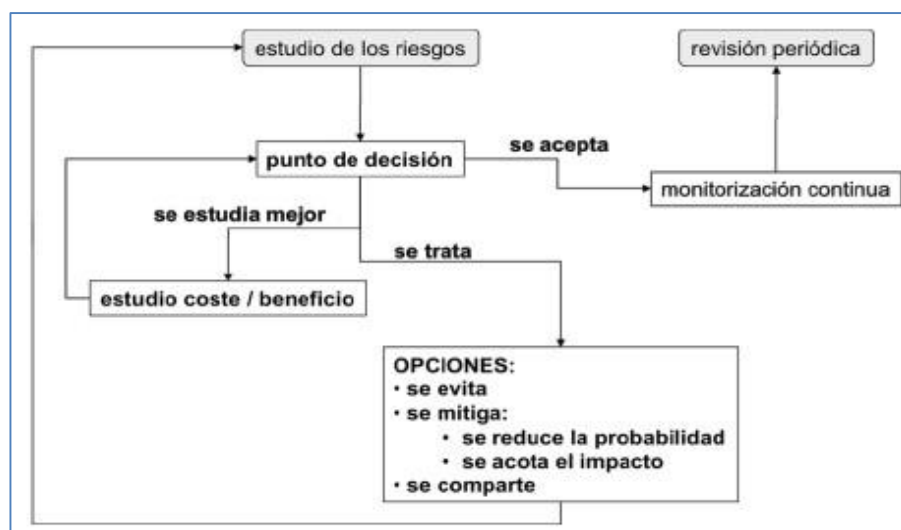 estudio de los riesgos
revisión periódica
punto de decisión
se acepta
monitorización continua
se estudia mejor
se trata
estudio coste / beneficio
OPCIONES:
• se evita
• se mitiga:
• se reduce la probabilidad
• se acota el impacto
• se comparte